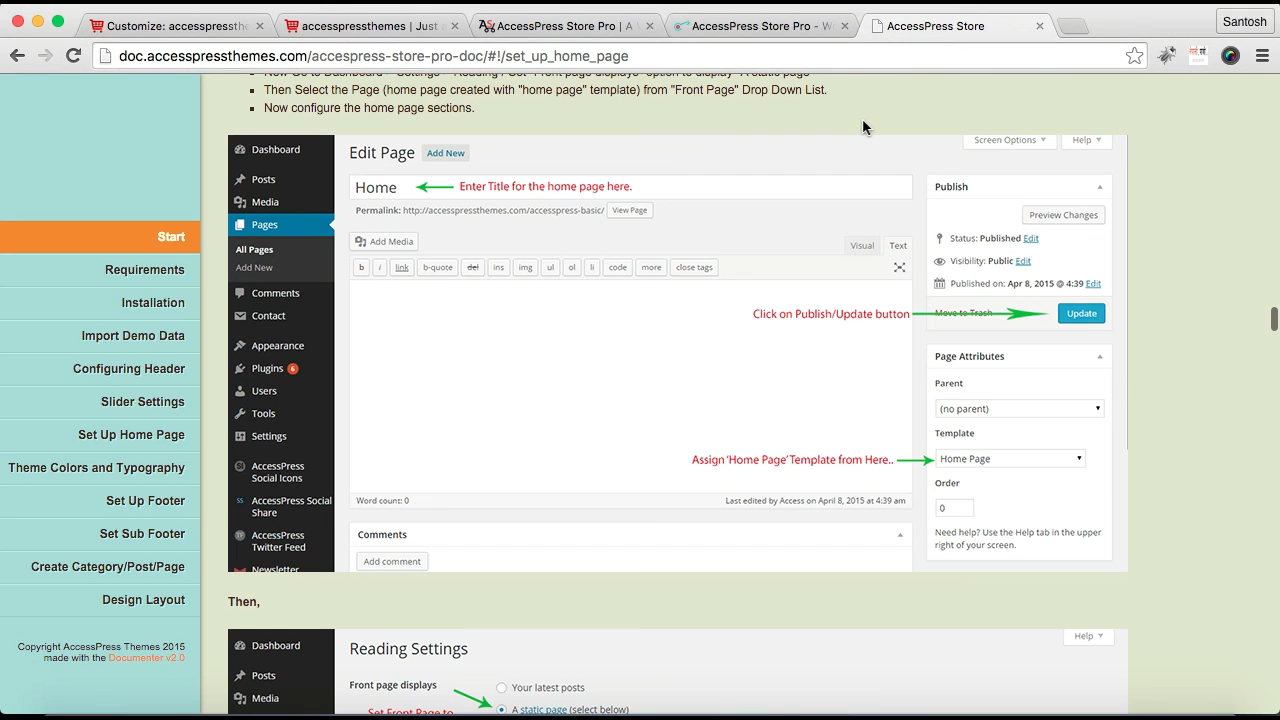 Customize: accesspressthemes
accesspressthemes | Just a
AccessPress Store Pro | A W
AccessPress Store Pro - W
AccessPress Store
Santosh
doc.accesspressthemes.com/accespress-store-pro-doc/#!/set_up_home_page
Then Select the Page (home page created with "home page" template) from "Front Page" Drop Down List.
Now configure the home page sections.
Start
Requirements
Installation
Import Demo Data
Configuring Header
Slider Settings
Set Up Home Page
Theme Colors and Typography
Set Up Footer
Set Sub Footer
Create Category/Post/Page
Design Layout
Copyright AccessPress Themes 2015
made with the Documenter v2.0
Dashboard
Posts
Media
Pages
All Pages
Add New
Comments
Contact
Appearance
Plugins 6
Users
Tools
Settings
AccessPress
Social Icons
AccessPress Social
Share
AccessPress
Twitter Feed
Newsletter
Edit Page Add New
Screen Options
Help
Home
Enter Title for the home page here.
Permalink: http://accesspressthemes.com/accesspress-basic/ View Page
Add Media
Visual Text
b i link b-quote del ins img ul ol li code more close tags
Click on Publish/Update button
Assign 'Home Page' Template from Here..
Word count: 0
Last edited by Access on April 8, 2015 at 4:39 am
Comments
Add comment
Publish
Preview Changes
Status: Published Edit
Visibility: Public Edit
Published on: Apr 8, 2015 @ 4:39 Edit
Move to Trash
Update
Page Attributes
Parent
(no parent)
Template
Home Page
Order
0
Need help? Use the Help tab in the upper
right of your screen.
Then,
Dashboard
Posts
Media
Reading Settings
Help
Front page displays
Your latest posts
A static page (select below)
Set Front Page to